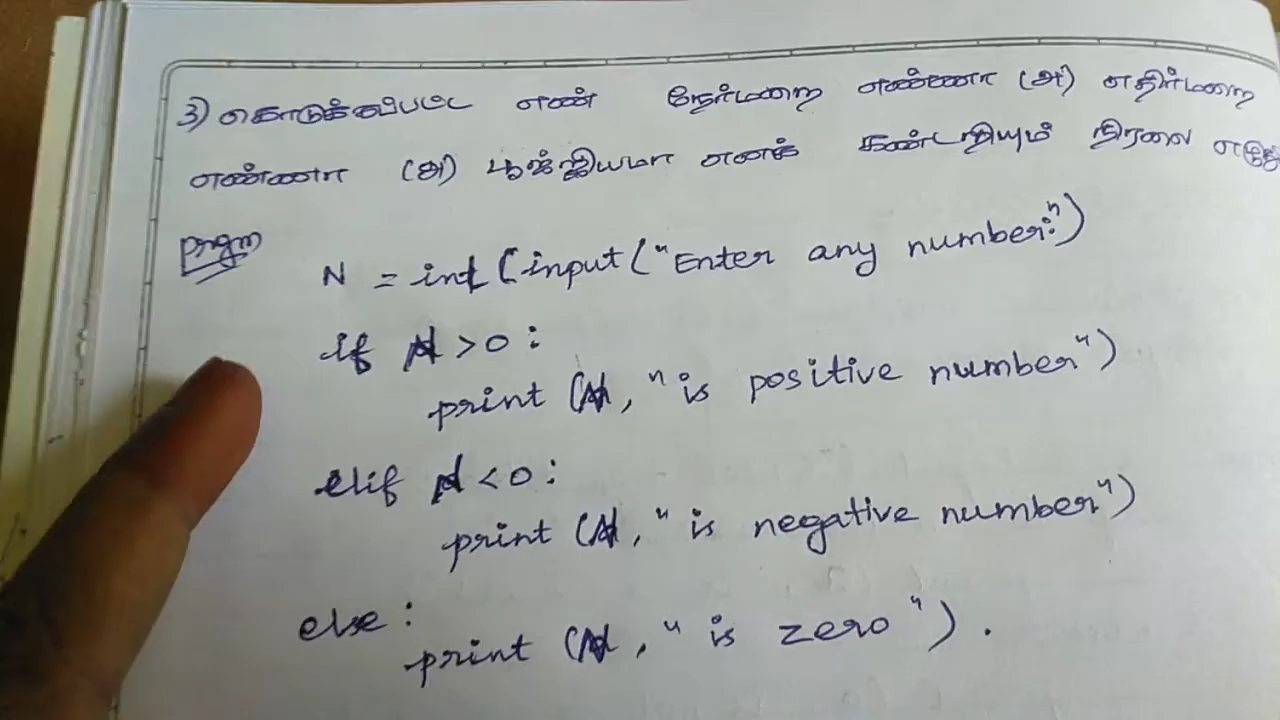 3) கொடுக்கப்பட்ட எண் நேர்மறை எண்ணா (அ) எதிர்மறை
எண்ணா (அ) பூஜ்ஜியமா எனக் கண்டறியும் நிரலை
Prgm
N = int(input("Enter any number:")
if N >0 :
print (N, "is positive number")
elif N <0 :
print (N, "is negative number")
else :
print (N, "is zero").